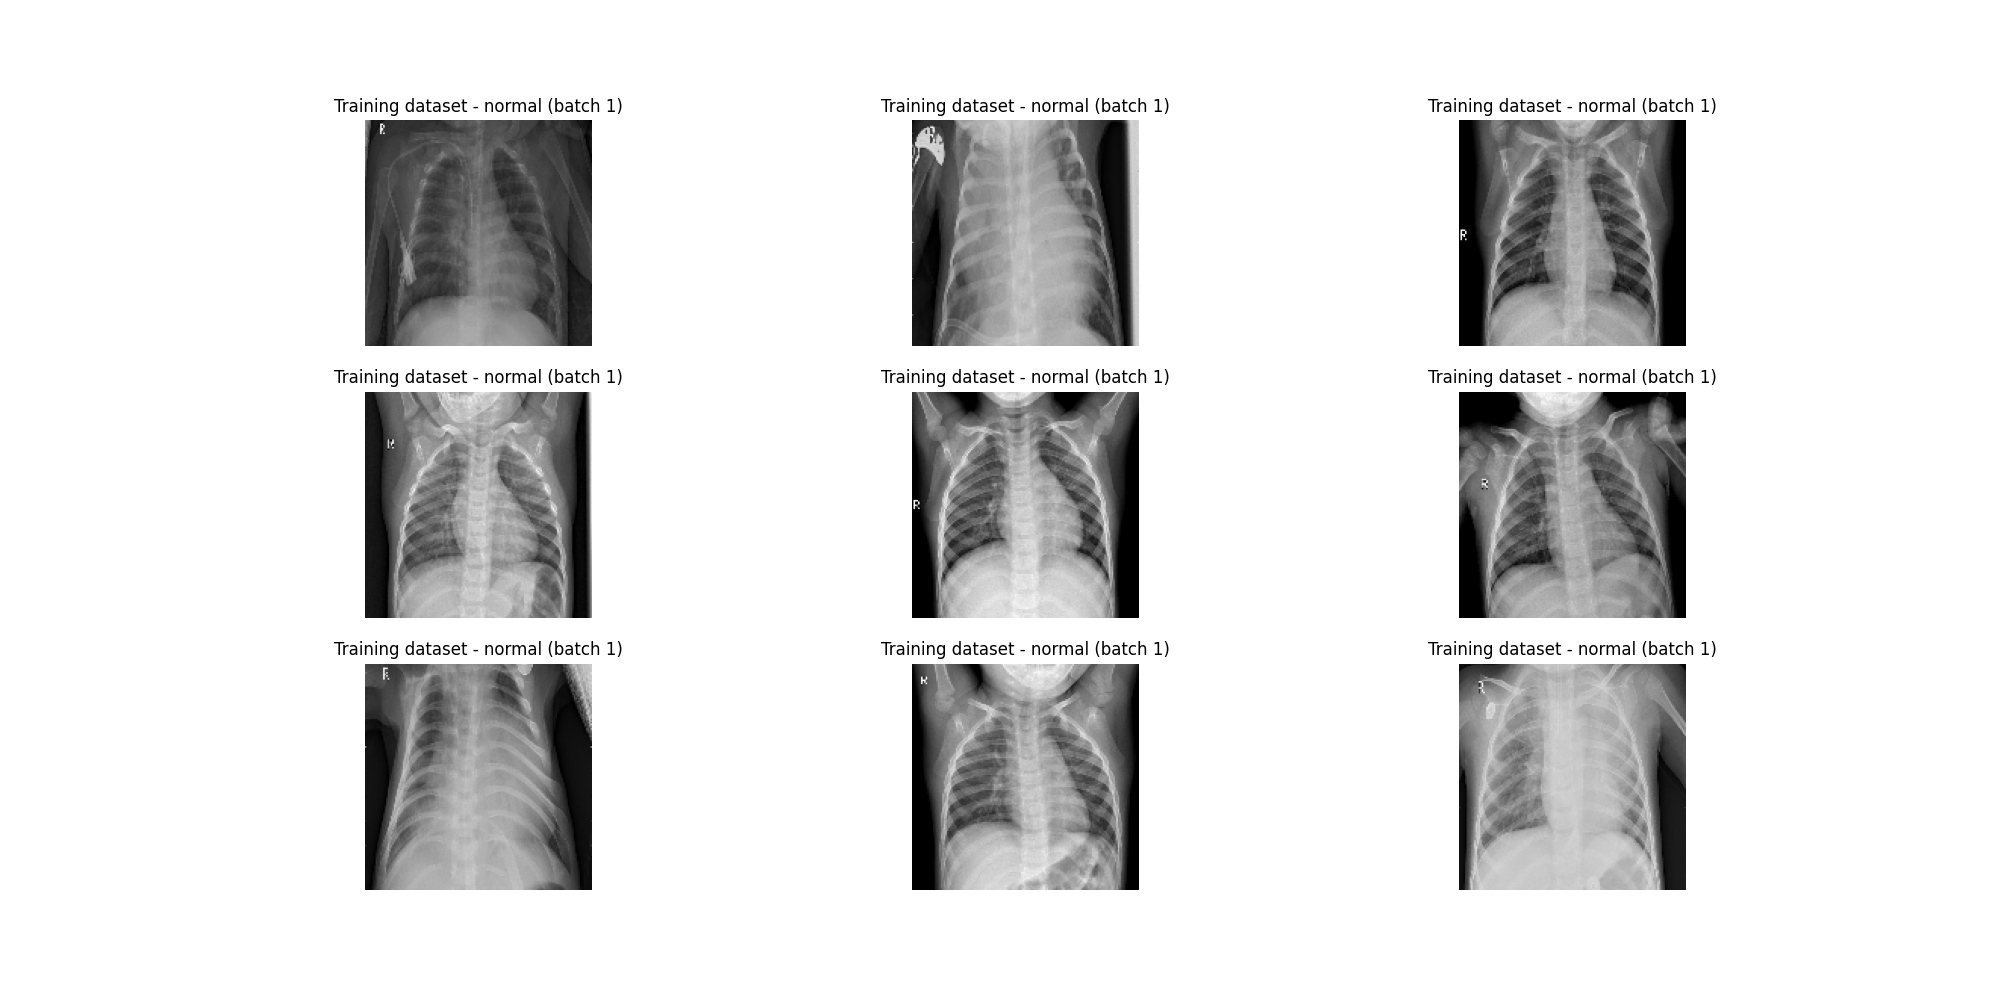 Training dataset - normal (batch 1)
Training dataset - normal (batch 1)
Training dataset - normal (batch 1)
R
R
R
Training dataset - normal (batch 1)
Training dataset - normal (batch 1)
Training dataset - normal (batch 1)
R
R
R
Training dataset - normal (batch 1)
Training dataset - normal (batch 1)
Training dataset - normal (batch 1)
R
R
R